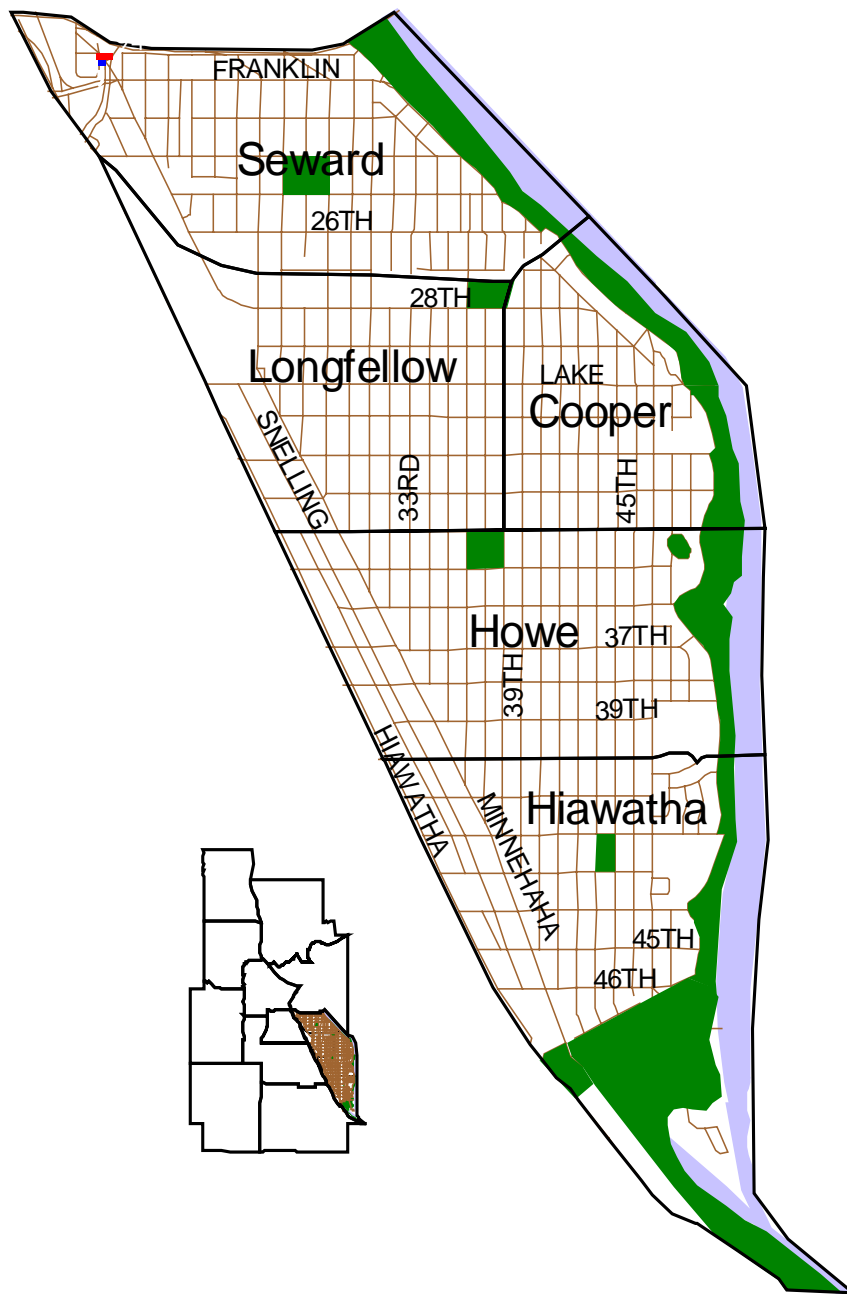 FRANKLIN
Seward
26TH
28TH
Longfellow
LAKE
Cooper
SNELLING
33RD
45TH
Howe
37TH
39TH
39TH
HIAWATHA
Hiawatha
MINNEHAHA
45TH
46TH